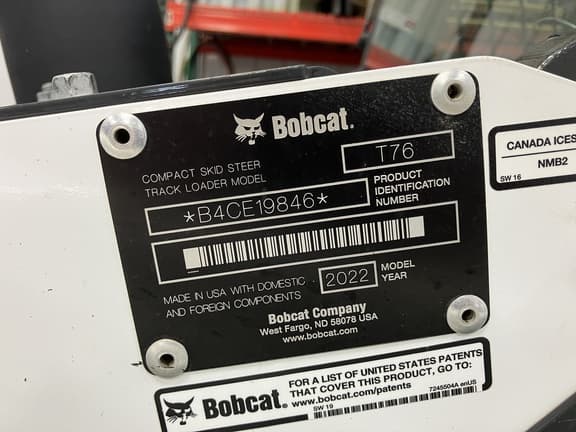 Bobcat.
COMPACT SKID STEER
TRACK LOADER MODEL
T76
*B4CE19846*
PRODUCT
IDENTIFICATION
NUMBER
MADE IN USA WITH DOMESTIC
AND FOREIGN COMPONENTS
2022
MODEL
YEAR
Bobcat Company
West Fargo, ND 58078 USA
www.bobcat.com
CANADA ICES
NMB2
SW 16
Bobcat.
FOR A LIST OF UNITED STATES PATENTS
THAT COVER THIS PRODUCT, GO TO:
www.bobcat.com/patents
7245504A enUS
SW 19